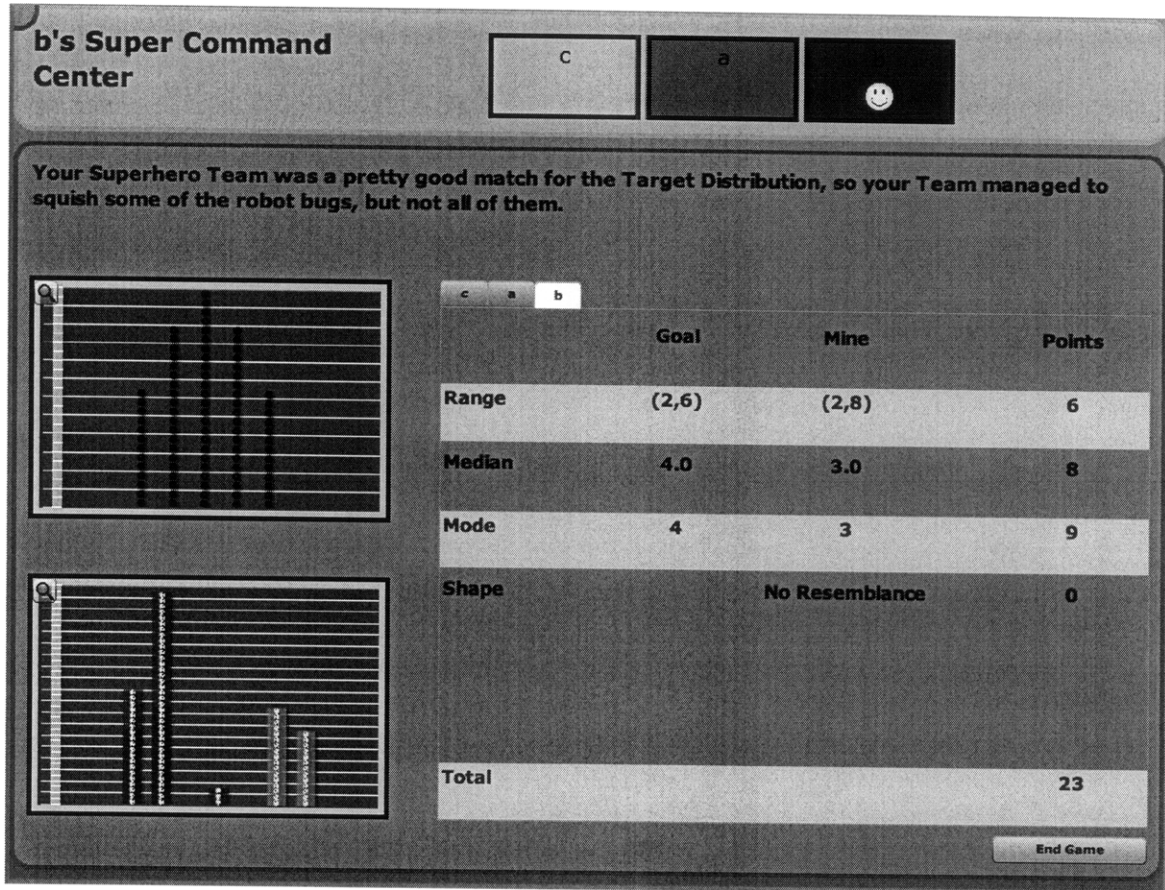 b's Super Command
Center
c
a
b
Your Superhero Team was a pretty good match for the Target Distribution, so your Team managed to
squish some of the robot bugs, but not all of them.
c a b
Goal Mine Points
Range (2,6) (2,8) 6
Median 4.0 3.0 8
Mode 4 3 9
Shape No Resemblance 0
Total 23
End Game